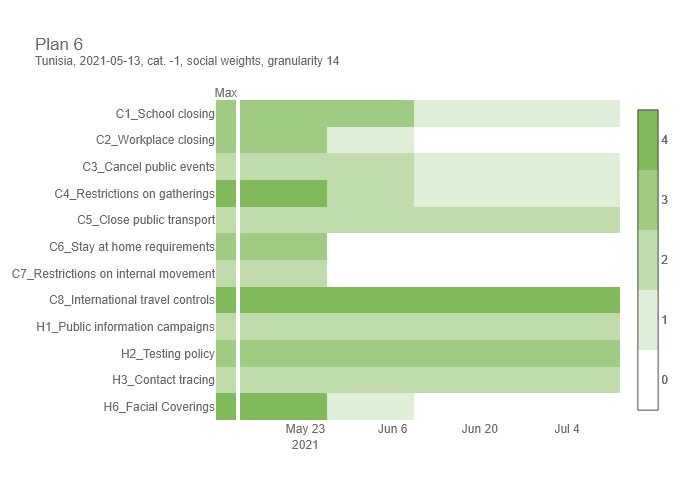 Plan 6
Tunisia, 2021-05-13, cat. -1, social weights, granularity 14
Max
C1_School closing
C2_Workplace closing
C3_Cancel public events
C4_Restrictions on gatherings
C5_Close public transport
C6_Stay at home requirements
C7_Restrictions on internal movement
C8_International travel controls
H1_Public information campaigns
H2_Testing policy
H3_Contact tracing
H6_Facial Coverings
May 23
2021
Jun 6
Jun 20
Jul 4
4
3
2
1
0